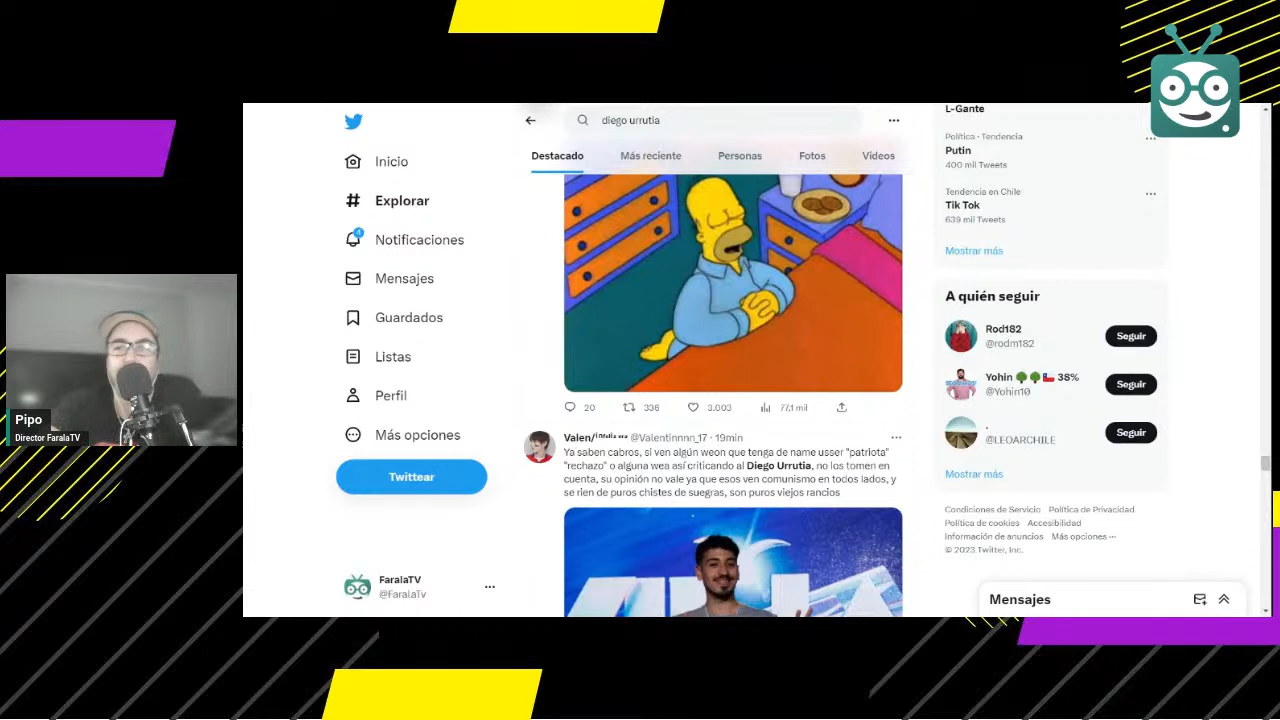 diego urrutia
Destacado
Más reciente
Personas
Fotos
Videos
Inicio
Explorar
4
Notificaciones
Mensajes
Guardados
Listas
Perfil
Más opciones
Twittear
FaralaTV
@FaralaTv
Pipo
Director FaralaTV
20
336
3.003
77,1 mil
@Valentinnnn_17 · 19min
Ya saben cabros, si ven algún weon que tenga de name usser "patriota"
"rechazo" o alguna wea así criticando al Diego Urrutia, no los tomen en
cuenta, su opinión no vale ya que esos ven comunismo en todos lados, y
se rien de puros chistes de suegras, son puros viejos rancios
L-Gante
Política · Tendencia
Putin
400 mil Tweets
Tendencia en Chile
Tik Tok
639 mil Tweets
Mostrar más
A quién seguir
Rod182
@rodm182
Seguir
Yohin 🌳🌳🇨🇱 38%
@Yohin10
Seguir
.
@LEOARCHILE
Seguir
Mostrar más
Condiciones de Servicio Política de Privacidad
Política de cookies Accesibilidad
Información de anuncios Más opciones ···
© 2023 Twitter, Inc.
Mensajes